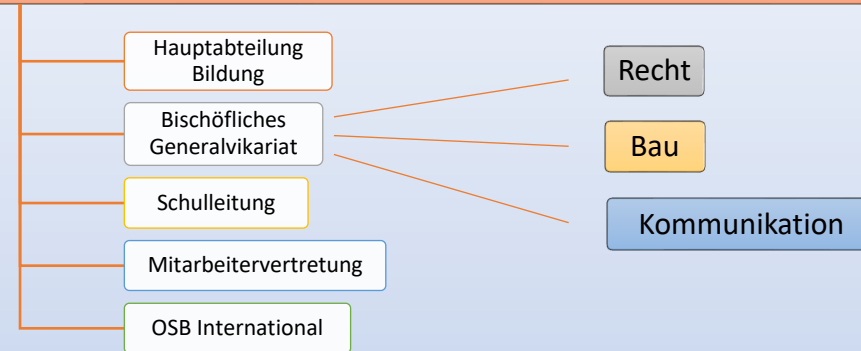 Hauptabteilung
Bildung
Bischöfliches
Generalvikariat
Schulleitung
Mitarbeitervertretung
OSB International
Recht
Bau
Kommunikation